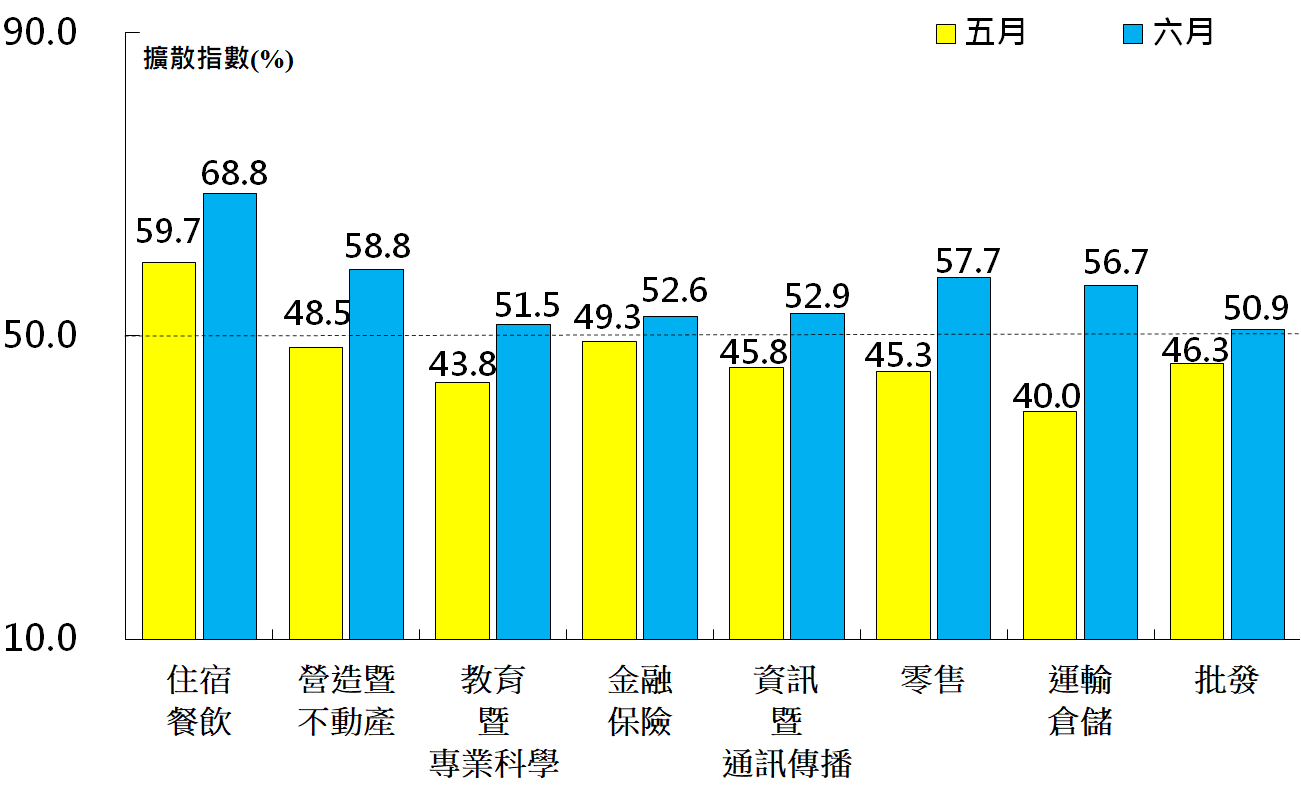 90.0
擴散指數(%)
五月
六月
50.0
10.0
59.7
68.8
48.5
58.8
43.8
51.5
49.3
52.6
45.8
52.9
45.3
57.7
40.0
56.7
46.3
50.9
住宿
餐飲
營造暨
不動產
教育
暨
專業科學
金融
保險
資訊
暨
通訊傳播
零售
運輸
倉儲
批發